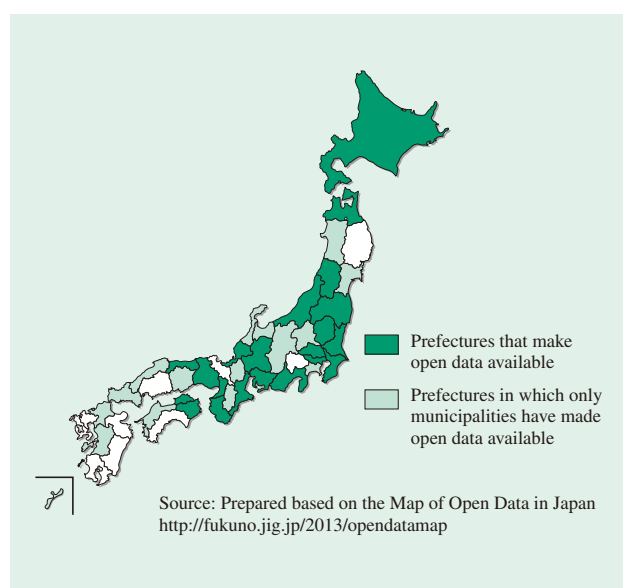 Prefectures that make
open data available
Prefectures in which only
municipalities have made
open data available
Source: Prepared based on the Map of Open Data in Japan
http://fukuno.jig.jp/2013/opendatamap